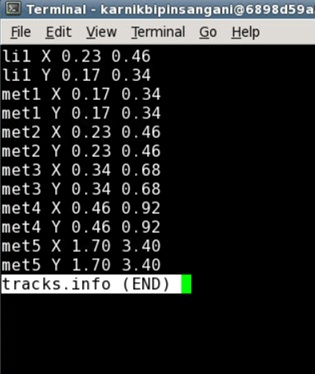 Terminal - karnikbipinsangani@6898d59a
File Edit View Terminal Go Help
li1 X 0.23 0.46
li1 Y 0.17 0.34
met1 X 0.17 0.34
met1 Y 0.17 0.34
met2 X 0.23 0.46
met2 Y 0.23 0.46
met3 X 0.34 0.68
met3 Y 0.34 0.68
met4 X 0.46 0.92
met4 Y 0.46 0.92
met5 X 1.70 3.40
met5 Y 1.70 3.40
tracks.info (END)